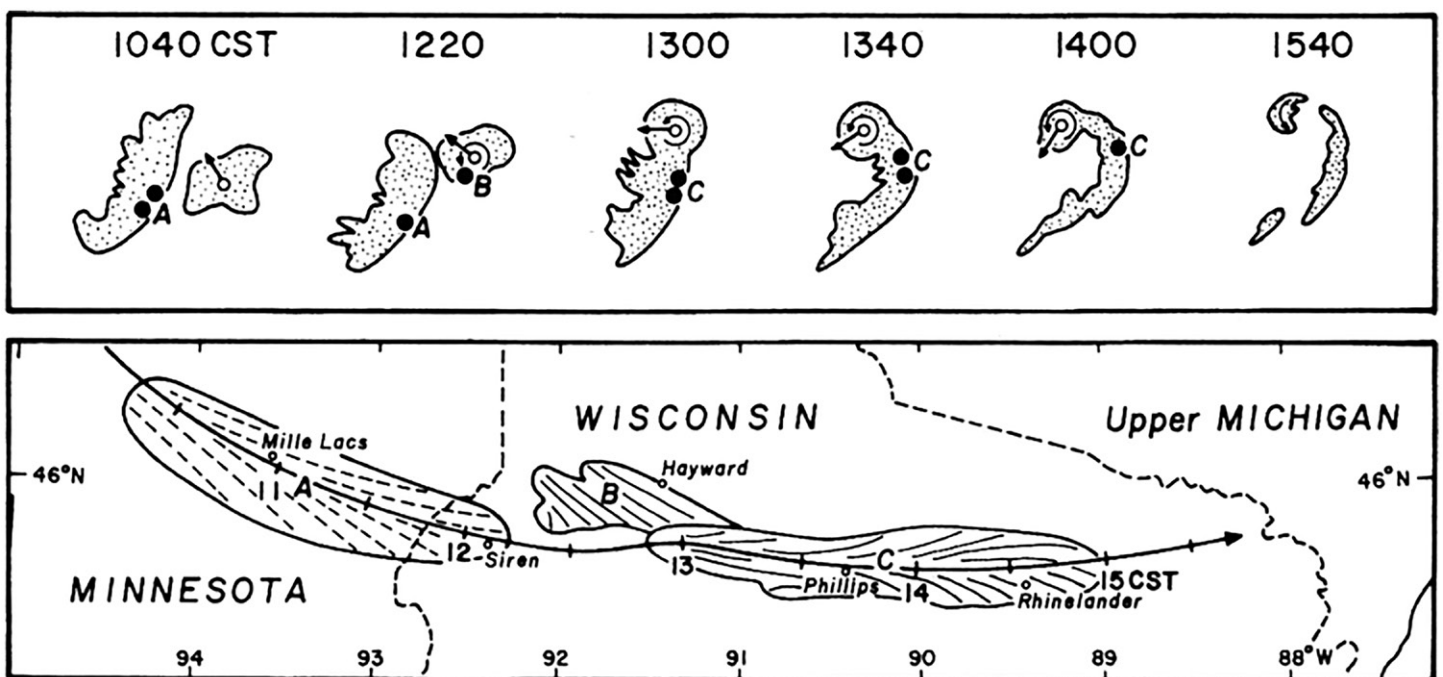 1040 CST 1220 1300 1340 1400 1540
A A B C C C
WISCONSIN Upper MICHIGAN
Mille Lacs
46°N Hayward 46°N
11 A B
12 Siren
13 C
Phillips 14 15 CST
MINNESOTA Rhinelander
94 93 92 91 90 89 88°W